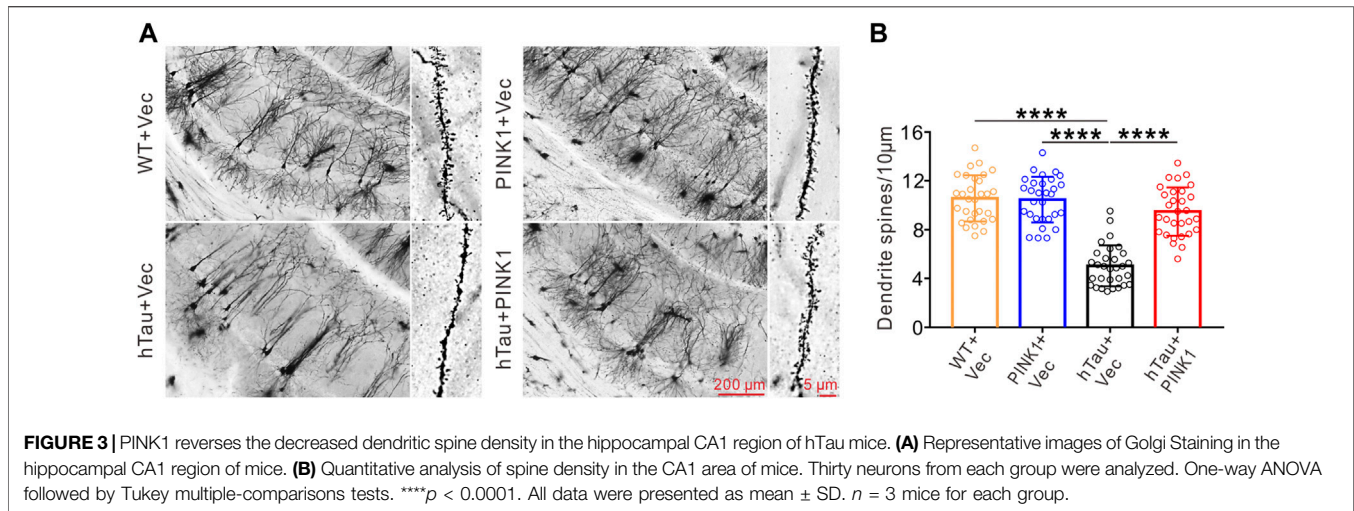 A
WT+Vec
PINK1+Vec
hTau+Vec
hTau+PINK1
200 µm
5 µm
B
****
**** ****
Dendrite spines/10µm
16
12
8
4
0
WT+
Vec
PINK1+
Vec
hTau+
Vec
hTau+
PINK1
FIGURE 3 | PINK1 reverses the decreased dendritic spine density in the hippocampal CA1 region of hTau mice. (A) Representative images of Golgi Staining in the
hippocampal CA1 region of mice. (B) Quantitative analysis of spine density in the CA1 area of mice. Thirty neurons from each group were analyzed. One-way ANOVA
followed by Tukey multiple-comparisons tests. ****p < 0.0001. All data were presented as mean ± SD. n = 3 mice for each group.